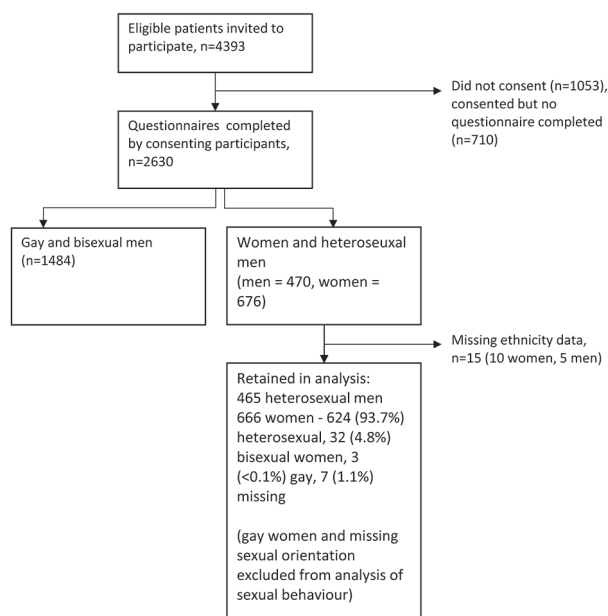 Eligible patients invited to
participate, n=4393
Did not consent (n=1053),
consented but no
questionnaire completed
(n=710)
Questionnaires completed
by consenting participants,
n=2630
Gay and bisexual men
(n=1484)
Women and heteroseuxal
men
(men = 470, women =
676)
Missing ethnicity data,
n=15 (10 women, 5 men)
Retained in analysis:
465 heterosexual men
666 women - 624 (93.7%)
heterosexual, 32 (4.8%)
bisexual women, 3
(<0.1%) gay, 7 (1.1%)
missing
(gay women and missing
sexual orientation
excluded from analysis of
sexual behaviour)